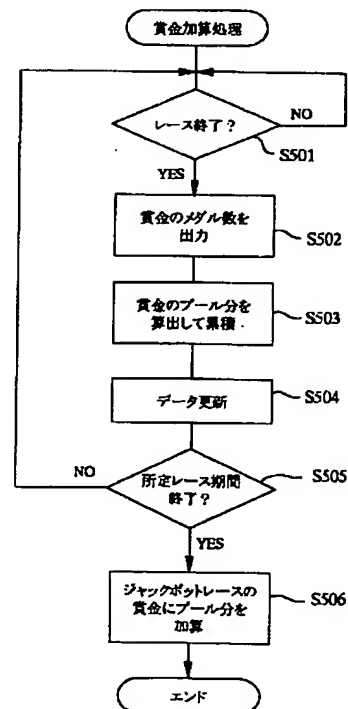 賞金加算処理
レース終了?
NO
S501
YES
賞金のメダル数を
出力
S502
賞金のプール分を
算出して累積
S503
データ更新
S504
NO
所定レース期間
終了?
S505
YES
ジャックポットレースの
賞金にプール分を
加算
S506
エンド